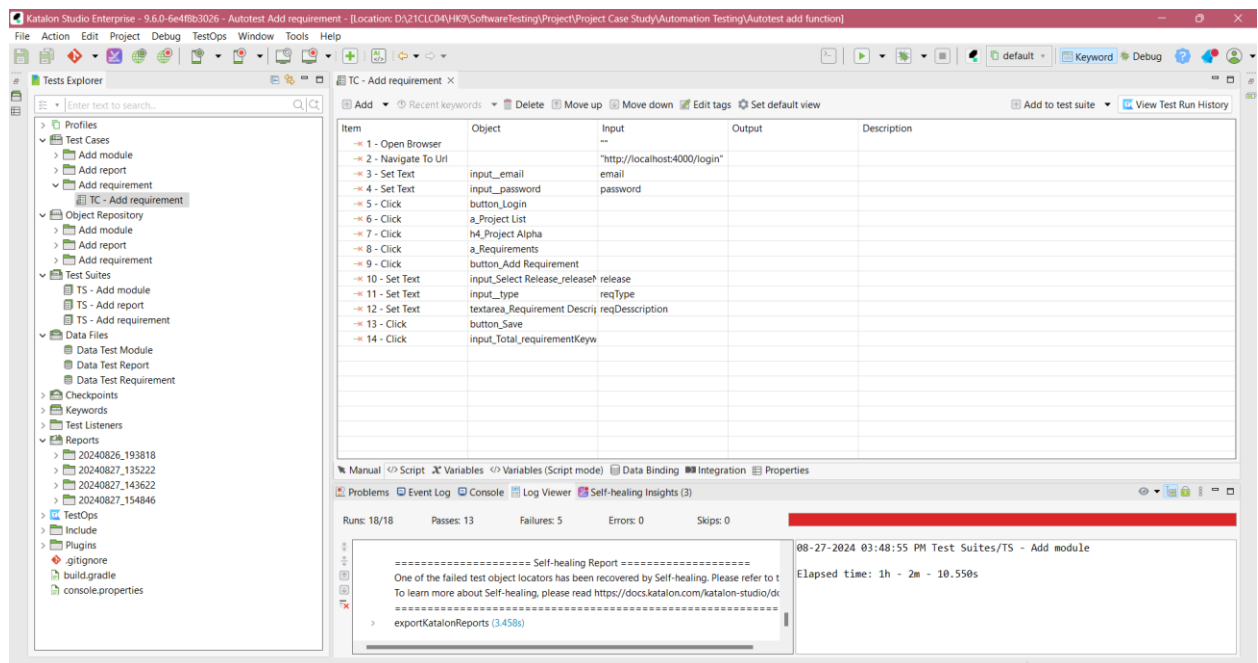 Katalon Studio Enterprise - 9.6.0-6e4f8b3026 - Autotest Add requirement - [Location: D:\21CLC04\HK9\SoftwareTesting\Project\Project Case Study\Automation Testing\Autotest add function]
File Action Edit Project Debug TestOps Window Tools Help
default Keyword Debug
Tests Explorer
TC - Add requirement
Enter text to search...
Add Recent keywords Delete Move up Move down Edit tags Set default view Add to test suite View Test Run History
Profiles
Test Cases
Add module
Add report
Add requirement
TC - Add requirement
Object Repository
Add module
Add report
Add requirement
Test Suites
TS - Add module
TS - Add report
TS - Add requirement
Data Files
Data Test Module
Data Test Report
Data Test Requirement
Checkpoints
Keywords
Test Listeners
Reports
20240826_193818
20240827_135222
20240827_143622
20240827_154846
TestOps
Include
Plugins
.gitignore
build.gradle
console.properties
Item Object Input Output Description
1 - Open Browser ""
2 - Navigate To Url "http://localhost:4000/login"
3 - Set Text input__email email
4 - Set Text input__password password
5 - Click button_Login
6 - Click a_Project List
7 - Click h4_Project Alpha
8 - Click a_Requirements
9 - Click button_Add Requirement
10 - Set Text input_Select Release_release release
11 - Set Text input__type reqType
12 - Set Text textarea_Requirement Descri reqDesscription
13 - Click button_Save
14 - Click input_Total_requirementKeyw
Manual Script Variables Variables (Script mode) Data Binding Integration Properties
Problems Event Log Console Log Viewer Self-healing Insights (3)
Runs: 18/18 Passes: 13 Failures: 5 Errors: 0 Skips: 0
===================== Self-healing Report ====================
One of the failed test object locators has been recovered by Self-healing. Please refer to t
To learn more about Self-healing, please read https://docs.katalon.com/katalon-studio/do
exportKatalonReports (3.458s)
08-27-2024 03:48:55 PM Test Suites/TS - Add module
Elapsed time: 1h - 2m - 10.550s